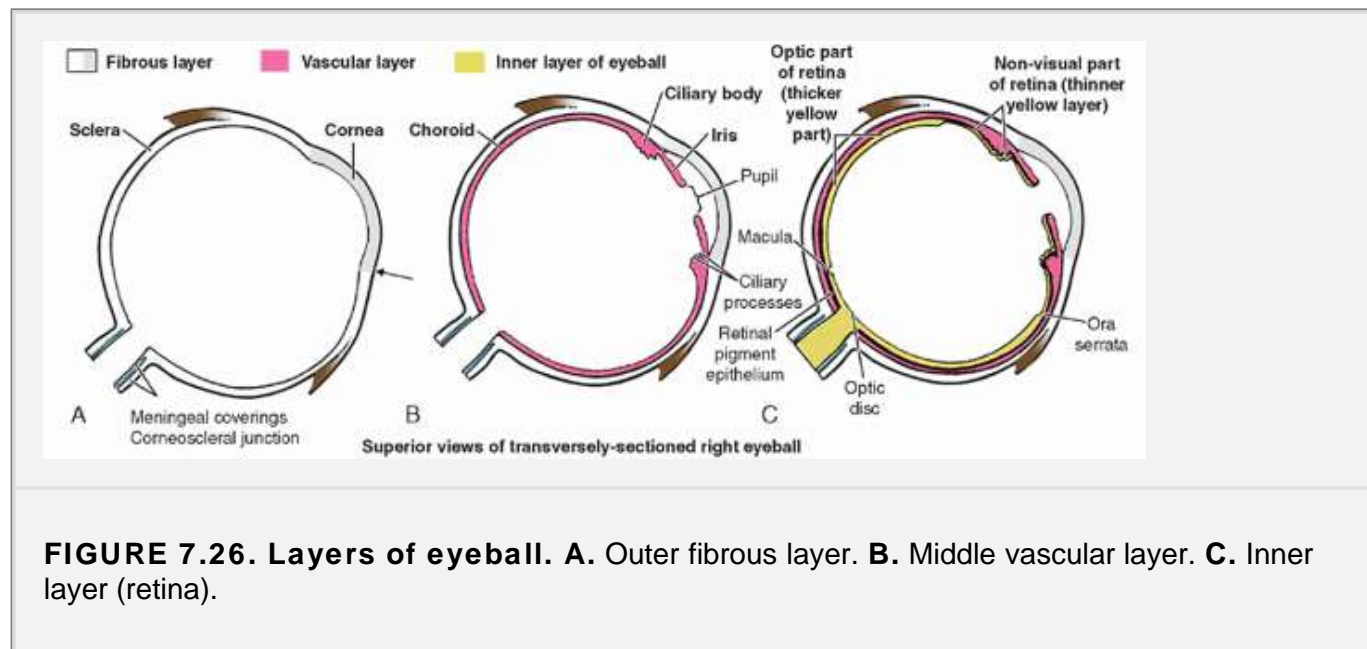 Fibrous layer
Vascular layer
Inner layer of eyeball
Optic part
of retina
(thicker
yellow
part)
Non-visual part
of retina (thinner
yellow layer)
Sclera
Cornea
Choroid
Ciliary body
Iris
Pupil
Macula
Ciliary
processes
Retinal
pigment
epithelium
Optic
disc
Ora
serrata
A
Meningeal coverings
Corneoscleral junction
B
C
Superior views of transversely-sectioned right eyeball
FIGURE 7.26. Layers of eyeball. A. Outer fibrous layer. B. Middle vascular layer. C. Inner
layer (retina).